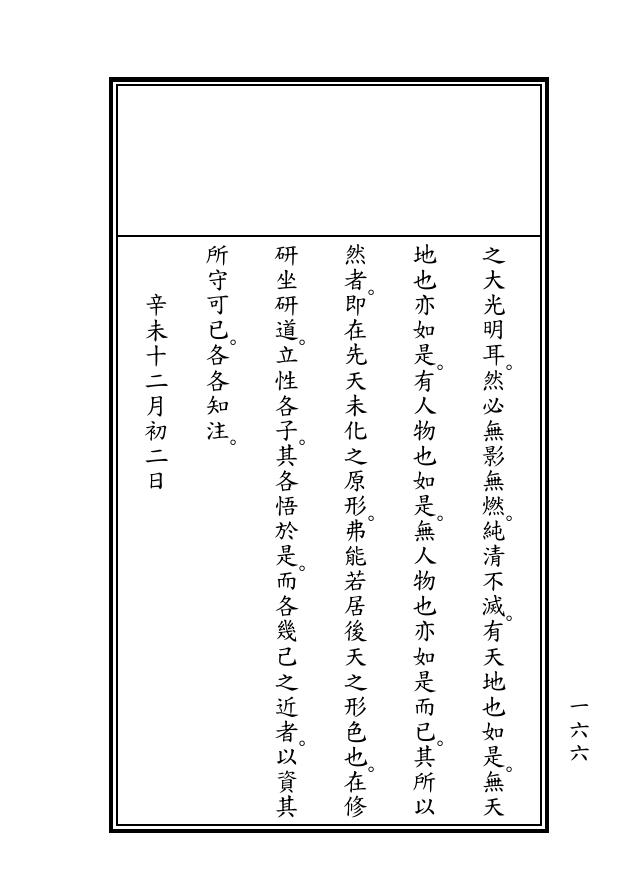 之大光明耳。然必無影無燃。純清不滅。有天地也如是。無天
地也亦如是。有人物也如是。無人物也亦如是而已。其所以
然者。即在先天未化之原形。弗能若居後天之形色也。在修
研坐研道。立性各子。其各悟於是。而各幾己之近者。以資其
所守可已。各各知注。
辛未十二月初二日
一六六